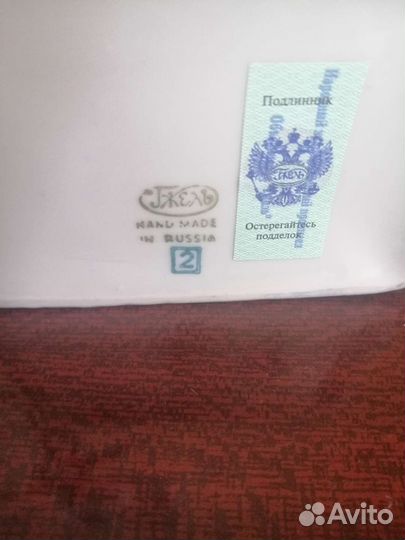 Гжель
HAND MADE
IN RUSSIA
2
Подлинник
Гжель
Остерегайтесь
подделок
Avito